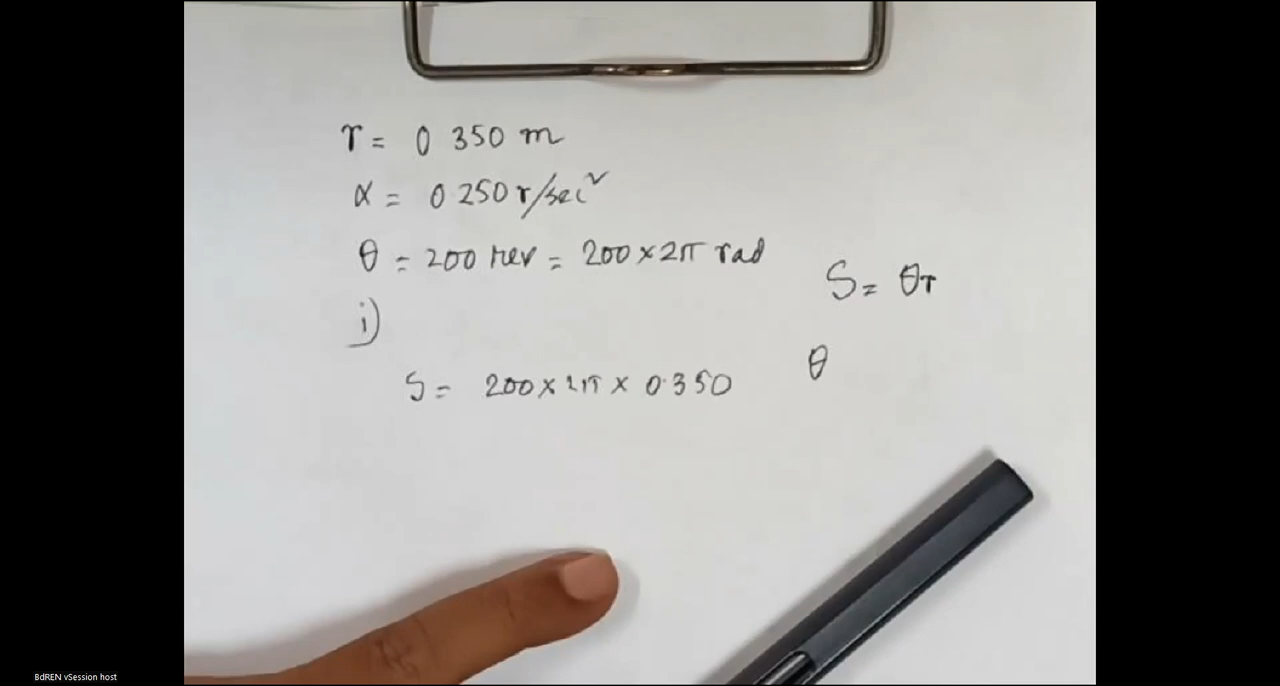 r = 0 350 m
α = 0.250 r/sec²
θ = 200 rev = 200 × 2π rad
S = θr
i)
θ
S = 200 × 2π × 0.350
BdREN vSession host